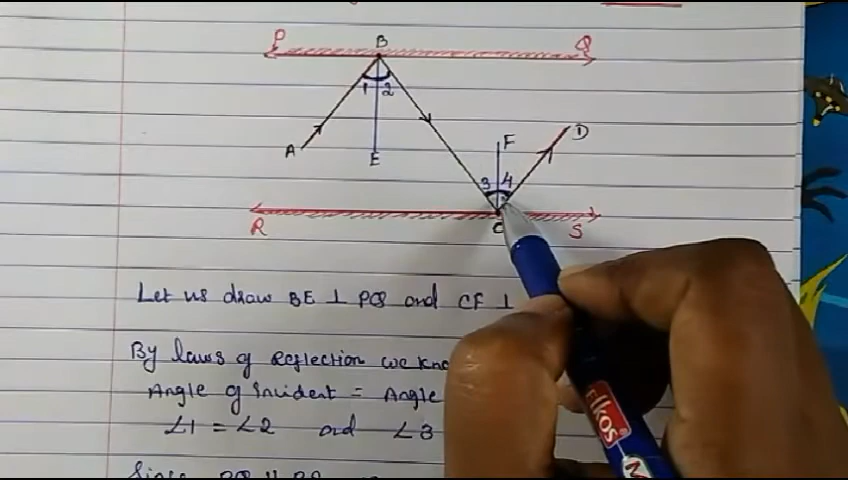 P B Q
1 2
A E
F D
3 4
R C S
Let us draw BE ⊥ PQ and CF ⊥
By laws of Reflection we kno
Angle of Incident = Angle
∠1 = ∠2 and ∠3
Since PQ ॥ RS
Elkos